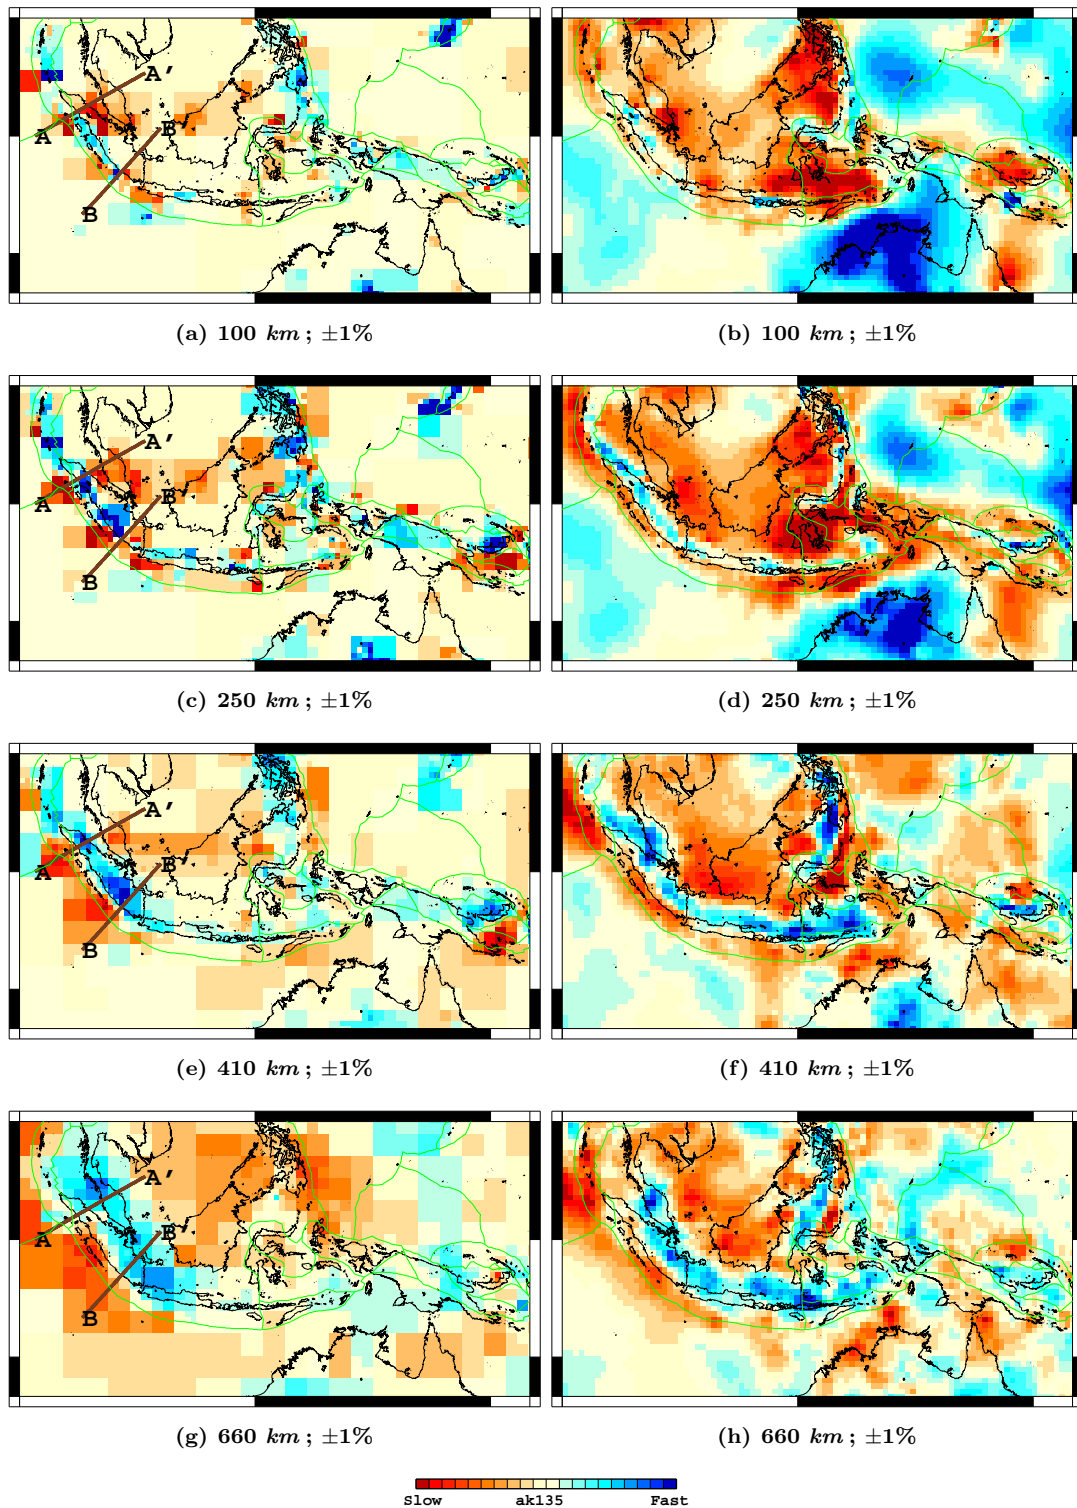 A'
B'
A
B
(a) 100 km ; ±1%
(b) 100 km ; ±1%
A'
B'
A
B
(c) 250 km ; ±1%
(d) 250 km ; ±1%
A'
B'
A
B
(e) 410 km ; ±1%
(f) 410 km ; ±1%
A'
B'
A
B
(g) 660 km ; ±1%
(h) 660 km ; ±1%
Slow ak135 Fast